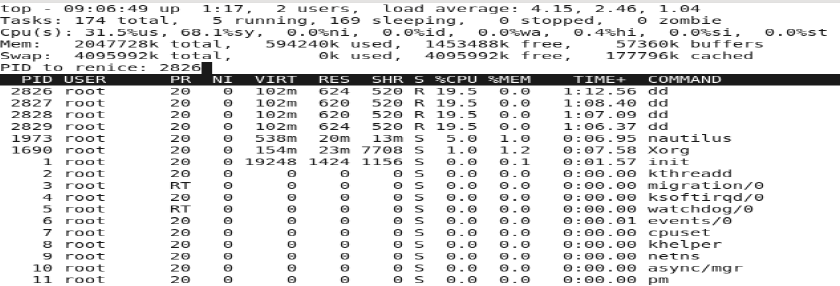 top - 09:06:49 up  1:17,  2 users,  load average: 4.15, 2.46, 1.04
Tasks: 174 total,   5 running, 169 sleeping,   0 stopped,   0 zombie
Cpu(s): 31.5%us, 68.1%sy,  0.0%ni,  0.0%id,  0.0%wa,  0.4%hi,  0.0%si,  0.0%st
Mem:   2047728k total,   594240k used,  1453488k free,    57360k buffers
Swap:  4095992k total,        0k used,  4095992k free,   177796k cached
PID to renice: 2826
  PID USER      PR  NI  VIRT  RES  SHR S %CPU %MEM    TIME+  COMMAND
 2826 root      20   0  102m  624  520 R 19.5  0.0   1:12.56 dd
 2827 root      20   0  102m  620  520 R 19.5  0.0   1:08.40 dd
 2828 root      20   0  102m  620  520 R 19.5  0.0   1:07.09 dd
 2829 root      20   0  102m  624  520 R 19.5  0.0   1:06.37 dd
 1973 root      20   0  538m  20m  13m S  5.0  1.0   0:06.95 nautilus
 1690 root      20   0  154m  23m 7708 S  1.0  1.2   0:07.58 Xorg
    1 root      20   0 19248 1424 1156 S  0.0  0.1   0:01.57 init
    2 root      20   0     0    0    0 S  0.0  0.0   0:00.00 kthreadd
    3 root      RT   0     0    0    0 S  0.0  0.0   0:00.00 migration/0
    4 root      20   0     0    0    0 S  0.0  0.0   0:00.00 ksoftirqd/0
    5 root      RT   0     0    0    0 S  0.0  0.0   0:00.00 watchdog/0
    6 root      20   0     0    0    0 S  0.0  0.0   0:00.01 events/0
    7 root      20   0     0    0    0 S  0.0  0.0   0:00.00 cpuset
    8 root      20   0     0    0    0 S  0.0  0.0   0:00.00 khelper
    9 root      20   0     0    0    0 S  0.0  0.0   0:00.00 netns
   10 root      20   0     0    0    0 S  0.0  0.0   0:00.00 async/mgr
   11 root      20   0     0    0    0 S  0.0  0.0   0:00.00 pm